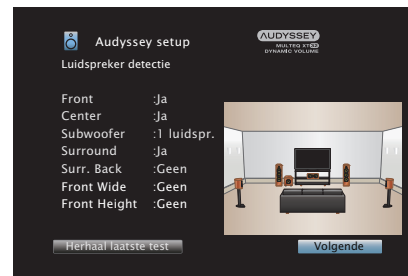 Audyssey setup
AUDYSSEY
MULTEQ XT32
DYNAMIC VOLUME
Luidspreker detectie
Front :Ja
Center :Ja
Subwoofer :1 luidspr.
Surround :Ja
Surr. Back :Geen
Front Wide :Geen
Front Height :Geen
Herhaal laatste test
Volgende